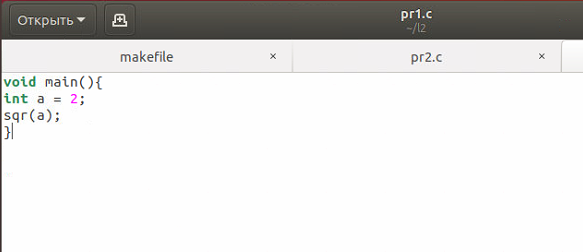 Открыть
pr1.c
~/l2
makefile ×
pr2.c ×
void main(){
int a = 2;
sqr(a);
}